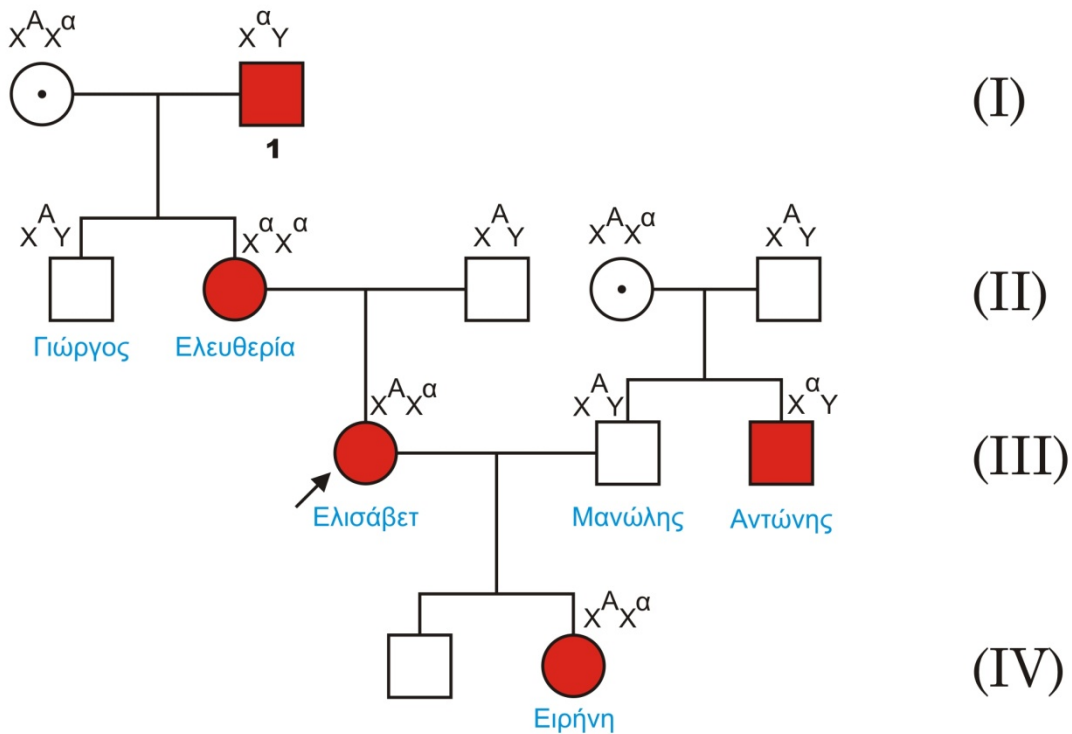 X^A X^α X^α Y (I)
1
X^A Y X^α X^α X^A Y X^A X^α X^A Y (II)
Γιώργος Ελευθερία
X^A X^α X^A Y X^α Y (III)
Ελισάβετ Μανώλης Αντώνης
X^A X^α (IV)
Ειρήνη